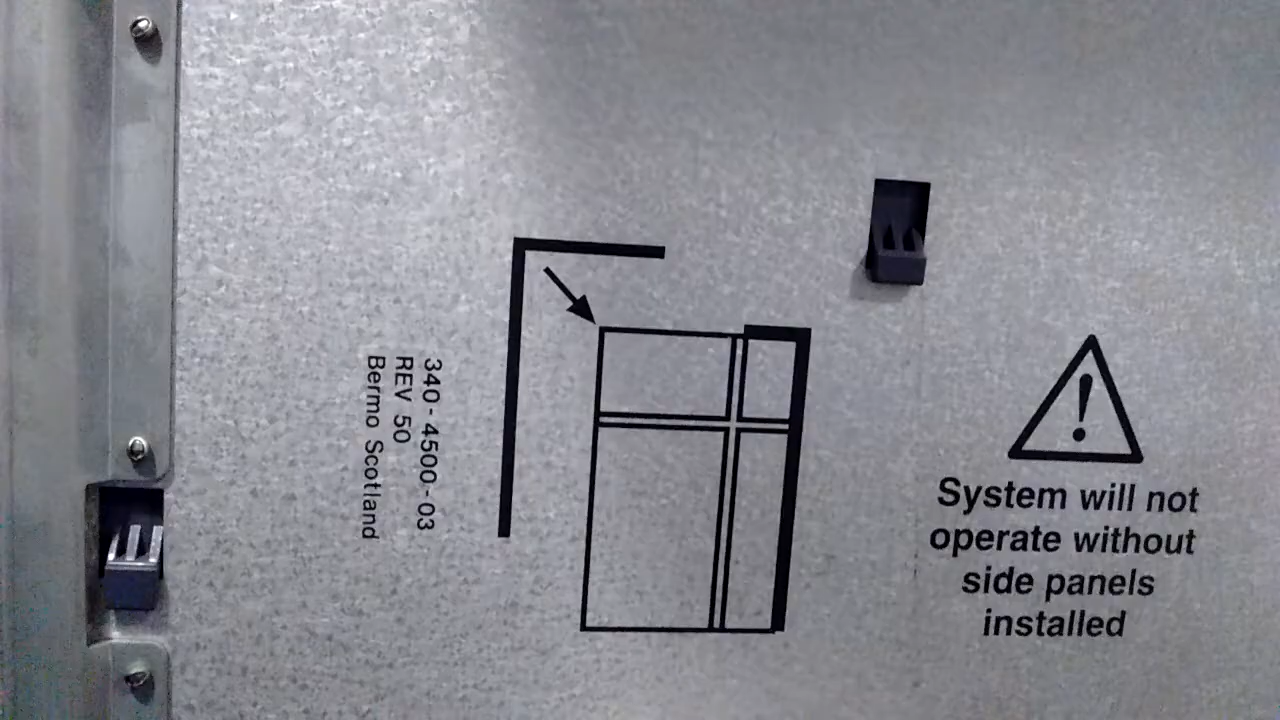 340-4500-03
REV 50
Bermo Scotland
System will not
operate without
side panels
installed